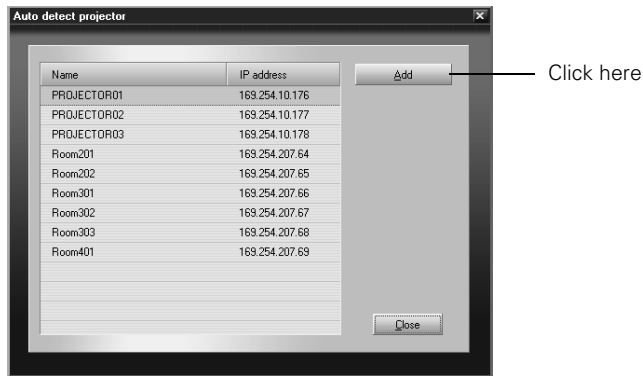 Auto detect projector
Name IP address Add Click here
PROJECTOR01 169.254.10.176
PROJECTOR02 169.254.10.177
PROJECTOR03 169.254.10.178
Room201 169.254.207.64
Room202 169.254.207.65
Room301 169.254.207.66
Room302 169.254.207.67
Room303 169.254.207.68
Room401 169.254.207.69
Close